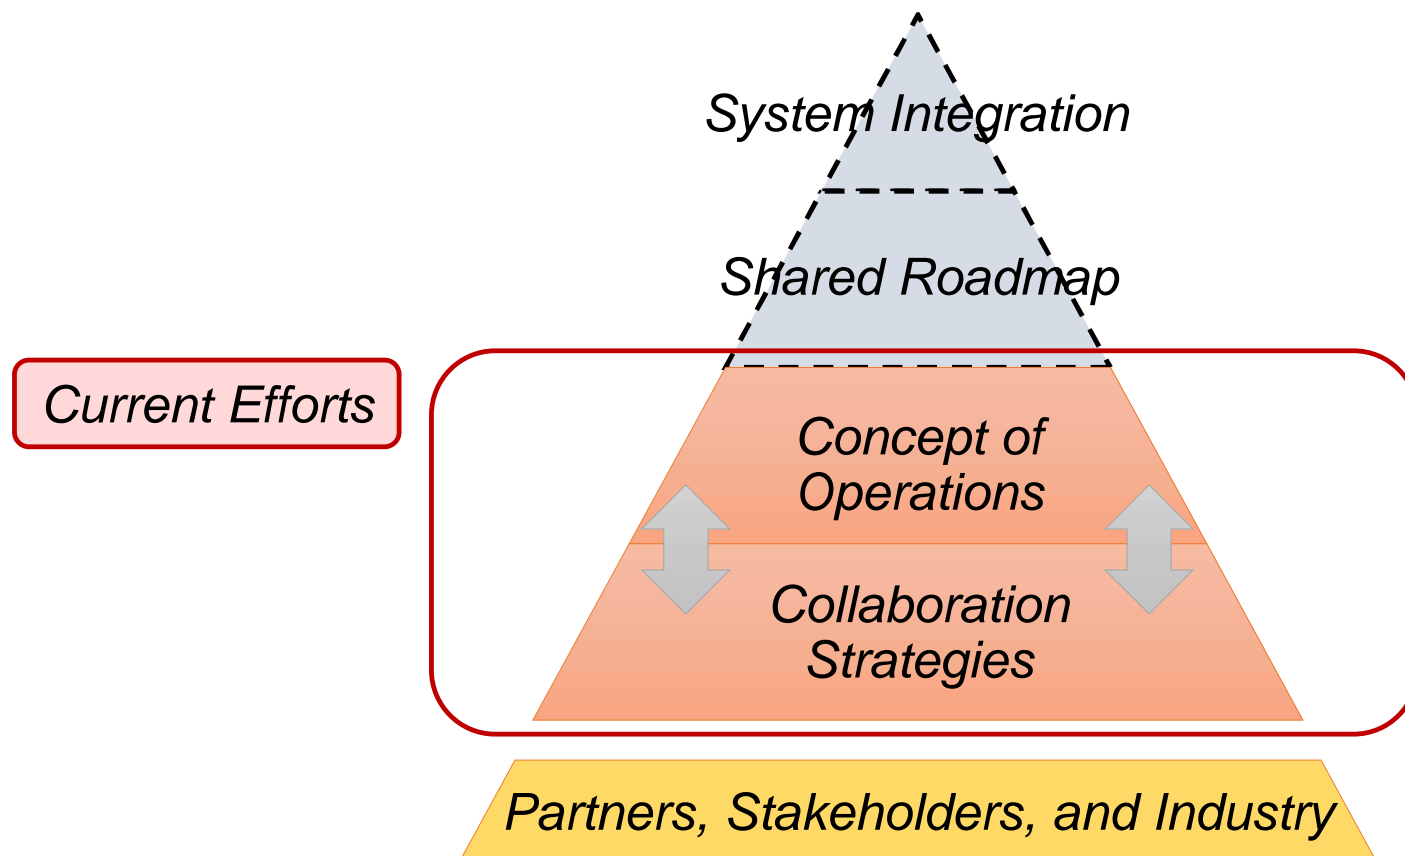 System Integration
Shared Roadmap
Current Efforts
Concept of
Operations
Collaboration
Strategies
Partners, Stakeholders, and Industry